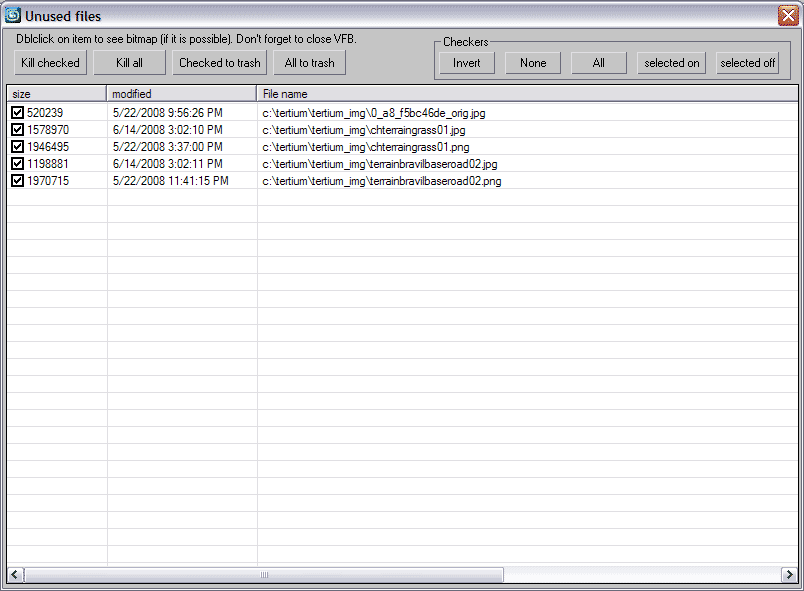 Unused files
Dblclick on item to see bitmap (if it is possible). Don't forget to close VFB.
Checkers
Kill checked Kill all Checked to trash All to trash Invert None All selected on selected off
size modified File name
520239 5/22/2008 9:56:26 PM c:\tertium\tertium_img\0_a8_f5bc46de_orig.jpg
1578970 6/14/2008 3:02:10 PM c:\tertium\tertium_img\chterraingrass01.jpg
1946495 5/22/2008 3:37:00 PM c:\tertium\tertium_img\chterraingrass01.png
1198881 6/14/2008 3:02:11 PM c:\tertium\tertium_img\terrainbravilbaseroad02.jpg
1970715 5/22/2008 11:41:15 PM c:\tertium\tertium_img\terrainbravilbaseroad02.png